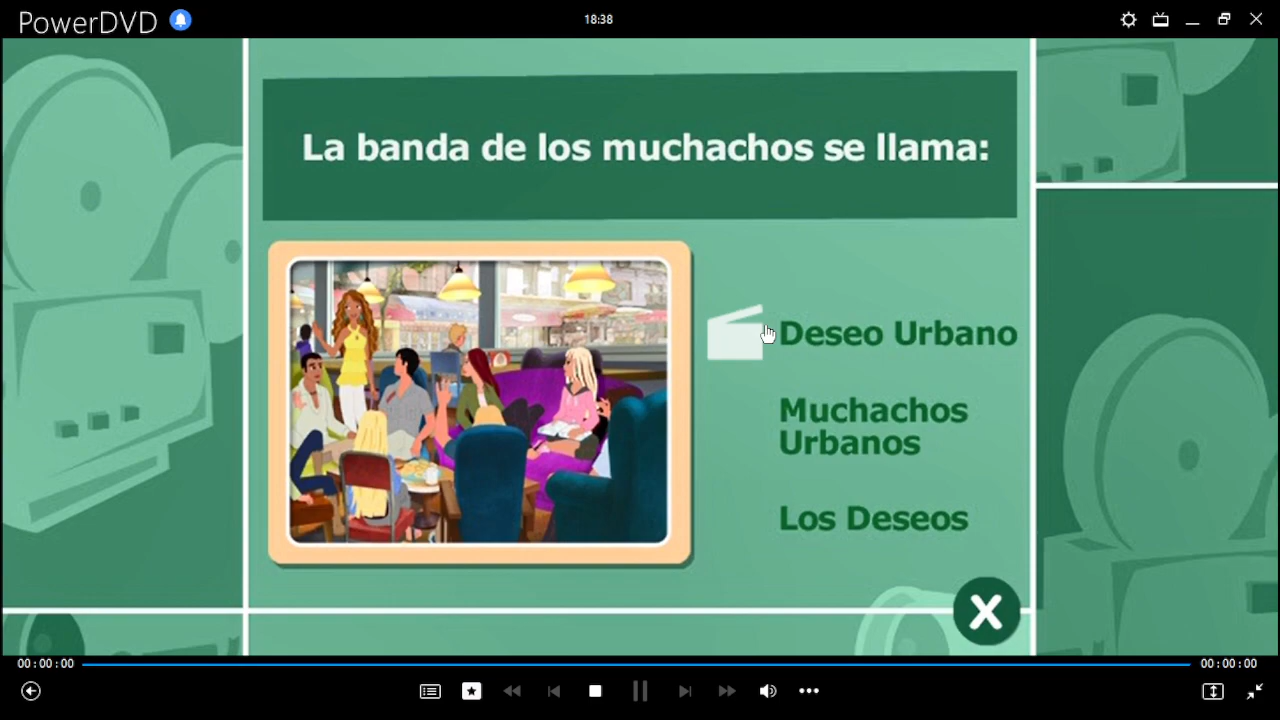 PowerDVD
18:38
La banda de los muchachos se llama:
Deseo Urbano
Muchachos
Urbanos
Los Deseos
X
00:00:00
00:00:00